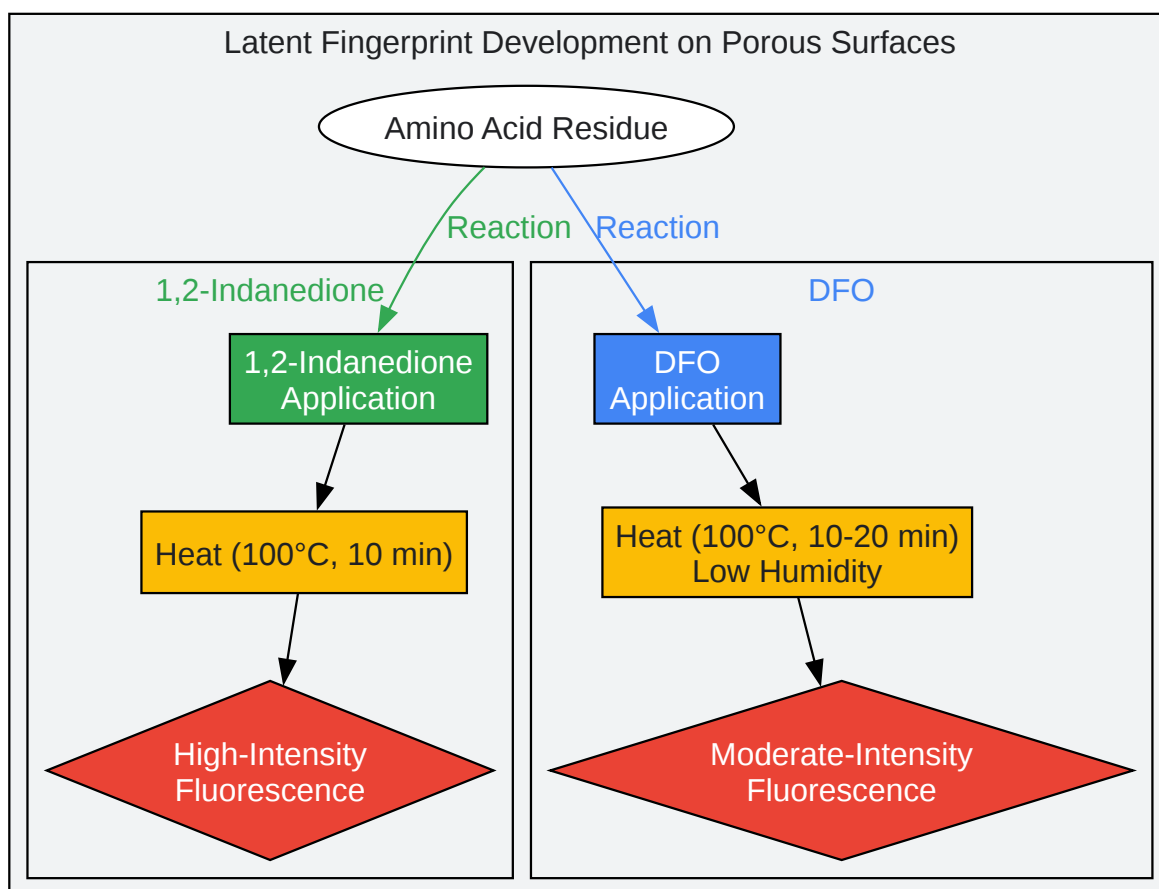 Latent Fingerprint Development on Porous Surfaces
Amino Acid Residue
Reaction
Reaction
1,2-Indanedione
1,2-Indanedione
Application
Heat (100°C, 10 min)
High-Intensity
Fluorescence
DFO
DFO
Application
Heat (100°C, 10-20 min)
Low Humidity
Moderate-Intensity
Fluorescence